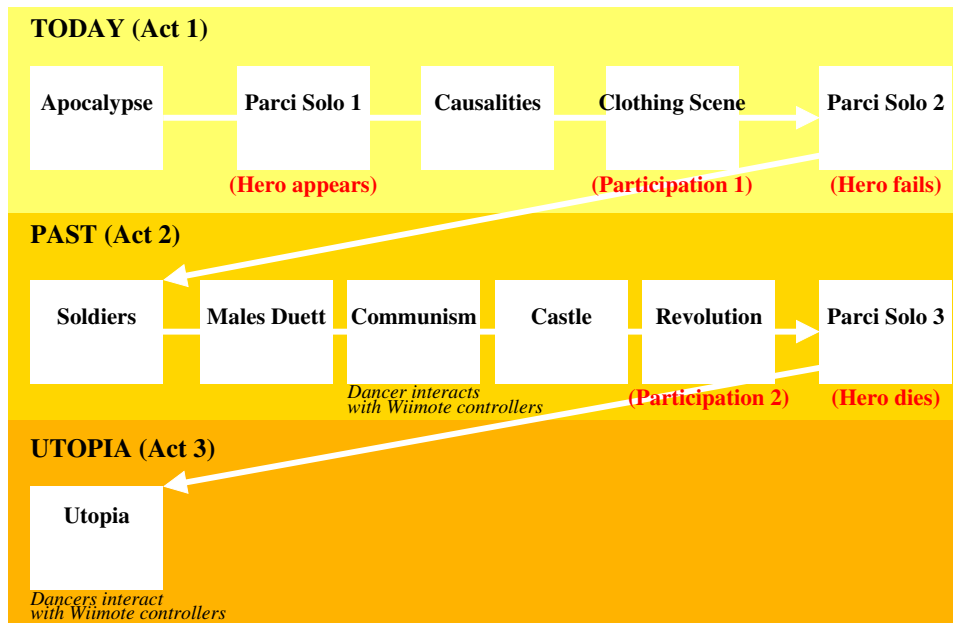 TODAY (Act 1)
Apocalypse
Parci Solo 1
Causalities
Clothing Scene
Parci Solo 2
(Hero appears)
(Participation 1)
(Hero fails)
PAST (Act 2)
Soldiers
Males Duett
Communism
Castle
Revolution
Parci Solo 3
Dancer interacts
with Wiimote controllers
(Participation 2)
(Hero dies)
UTOPIA (Act 3)
Utopia
Dancers interact
with Wiimote controllers